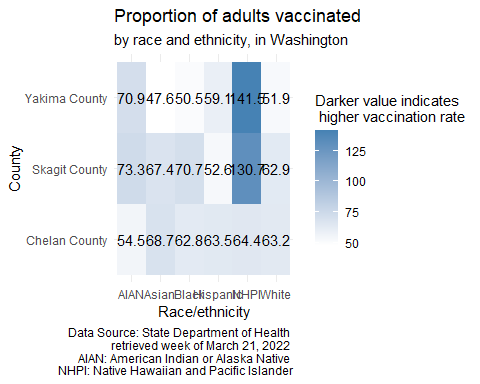 Proportion of adults vaccinated
by race and ethnicity, in Washington
Yakima County 70.9 47.6 50.5 59.1 141.5 51.9
Skagit County 73.3 67.4 70.7 52.6 130.7 62.9
Chelan County 54.5 68.7 62.8 63.5 64.4 63.2
County
AIAN Asian Black Hispanic NHPI White
Race/ethnicity
Darker value indicates
higher vaccination rate
125
100
75
50
Data Source: State Department of Health
retrieved week of March 21, 2022
AIAN: American Indian or Alaska Native
NHPI: Native Hawaiian and Pacific Islander